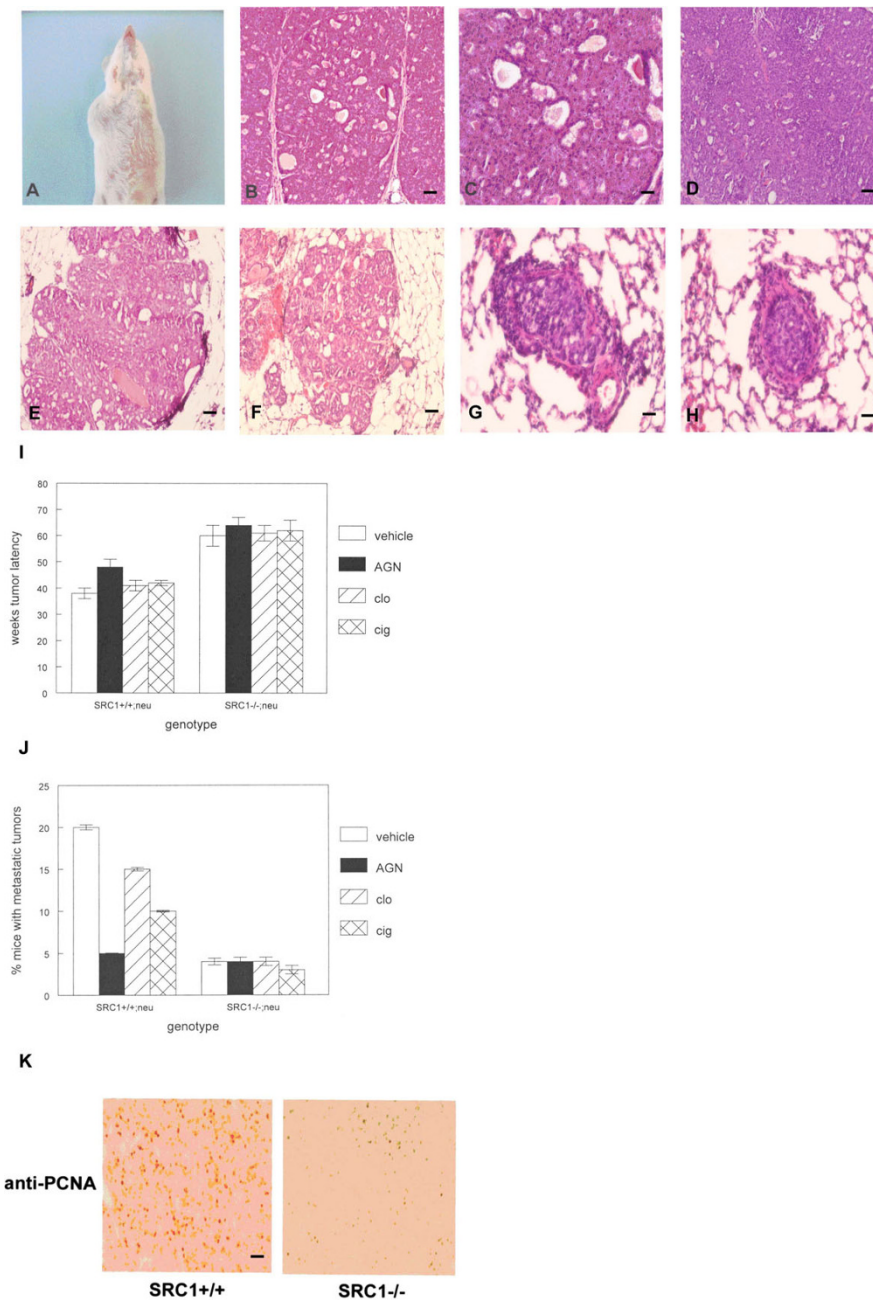 A
B
C
D
E
F
G
H
I
80
70
60
50
40
30
20
10
0
weeks tumor latency
SRC1+/+;neu
SRC1-/-;neu
genotype
vehicle
AGN
clo
cig
J
25
20
15
10
5
0
% mice with metastatic tumors
SRC1+/+;neu
SRC1-/-;neu
genotype
vehicle
AGN
clo
cig
K
anti-PCNA
SRC1+/+
SRC1-/-